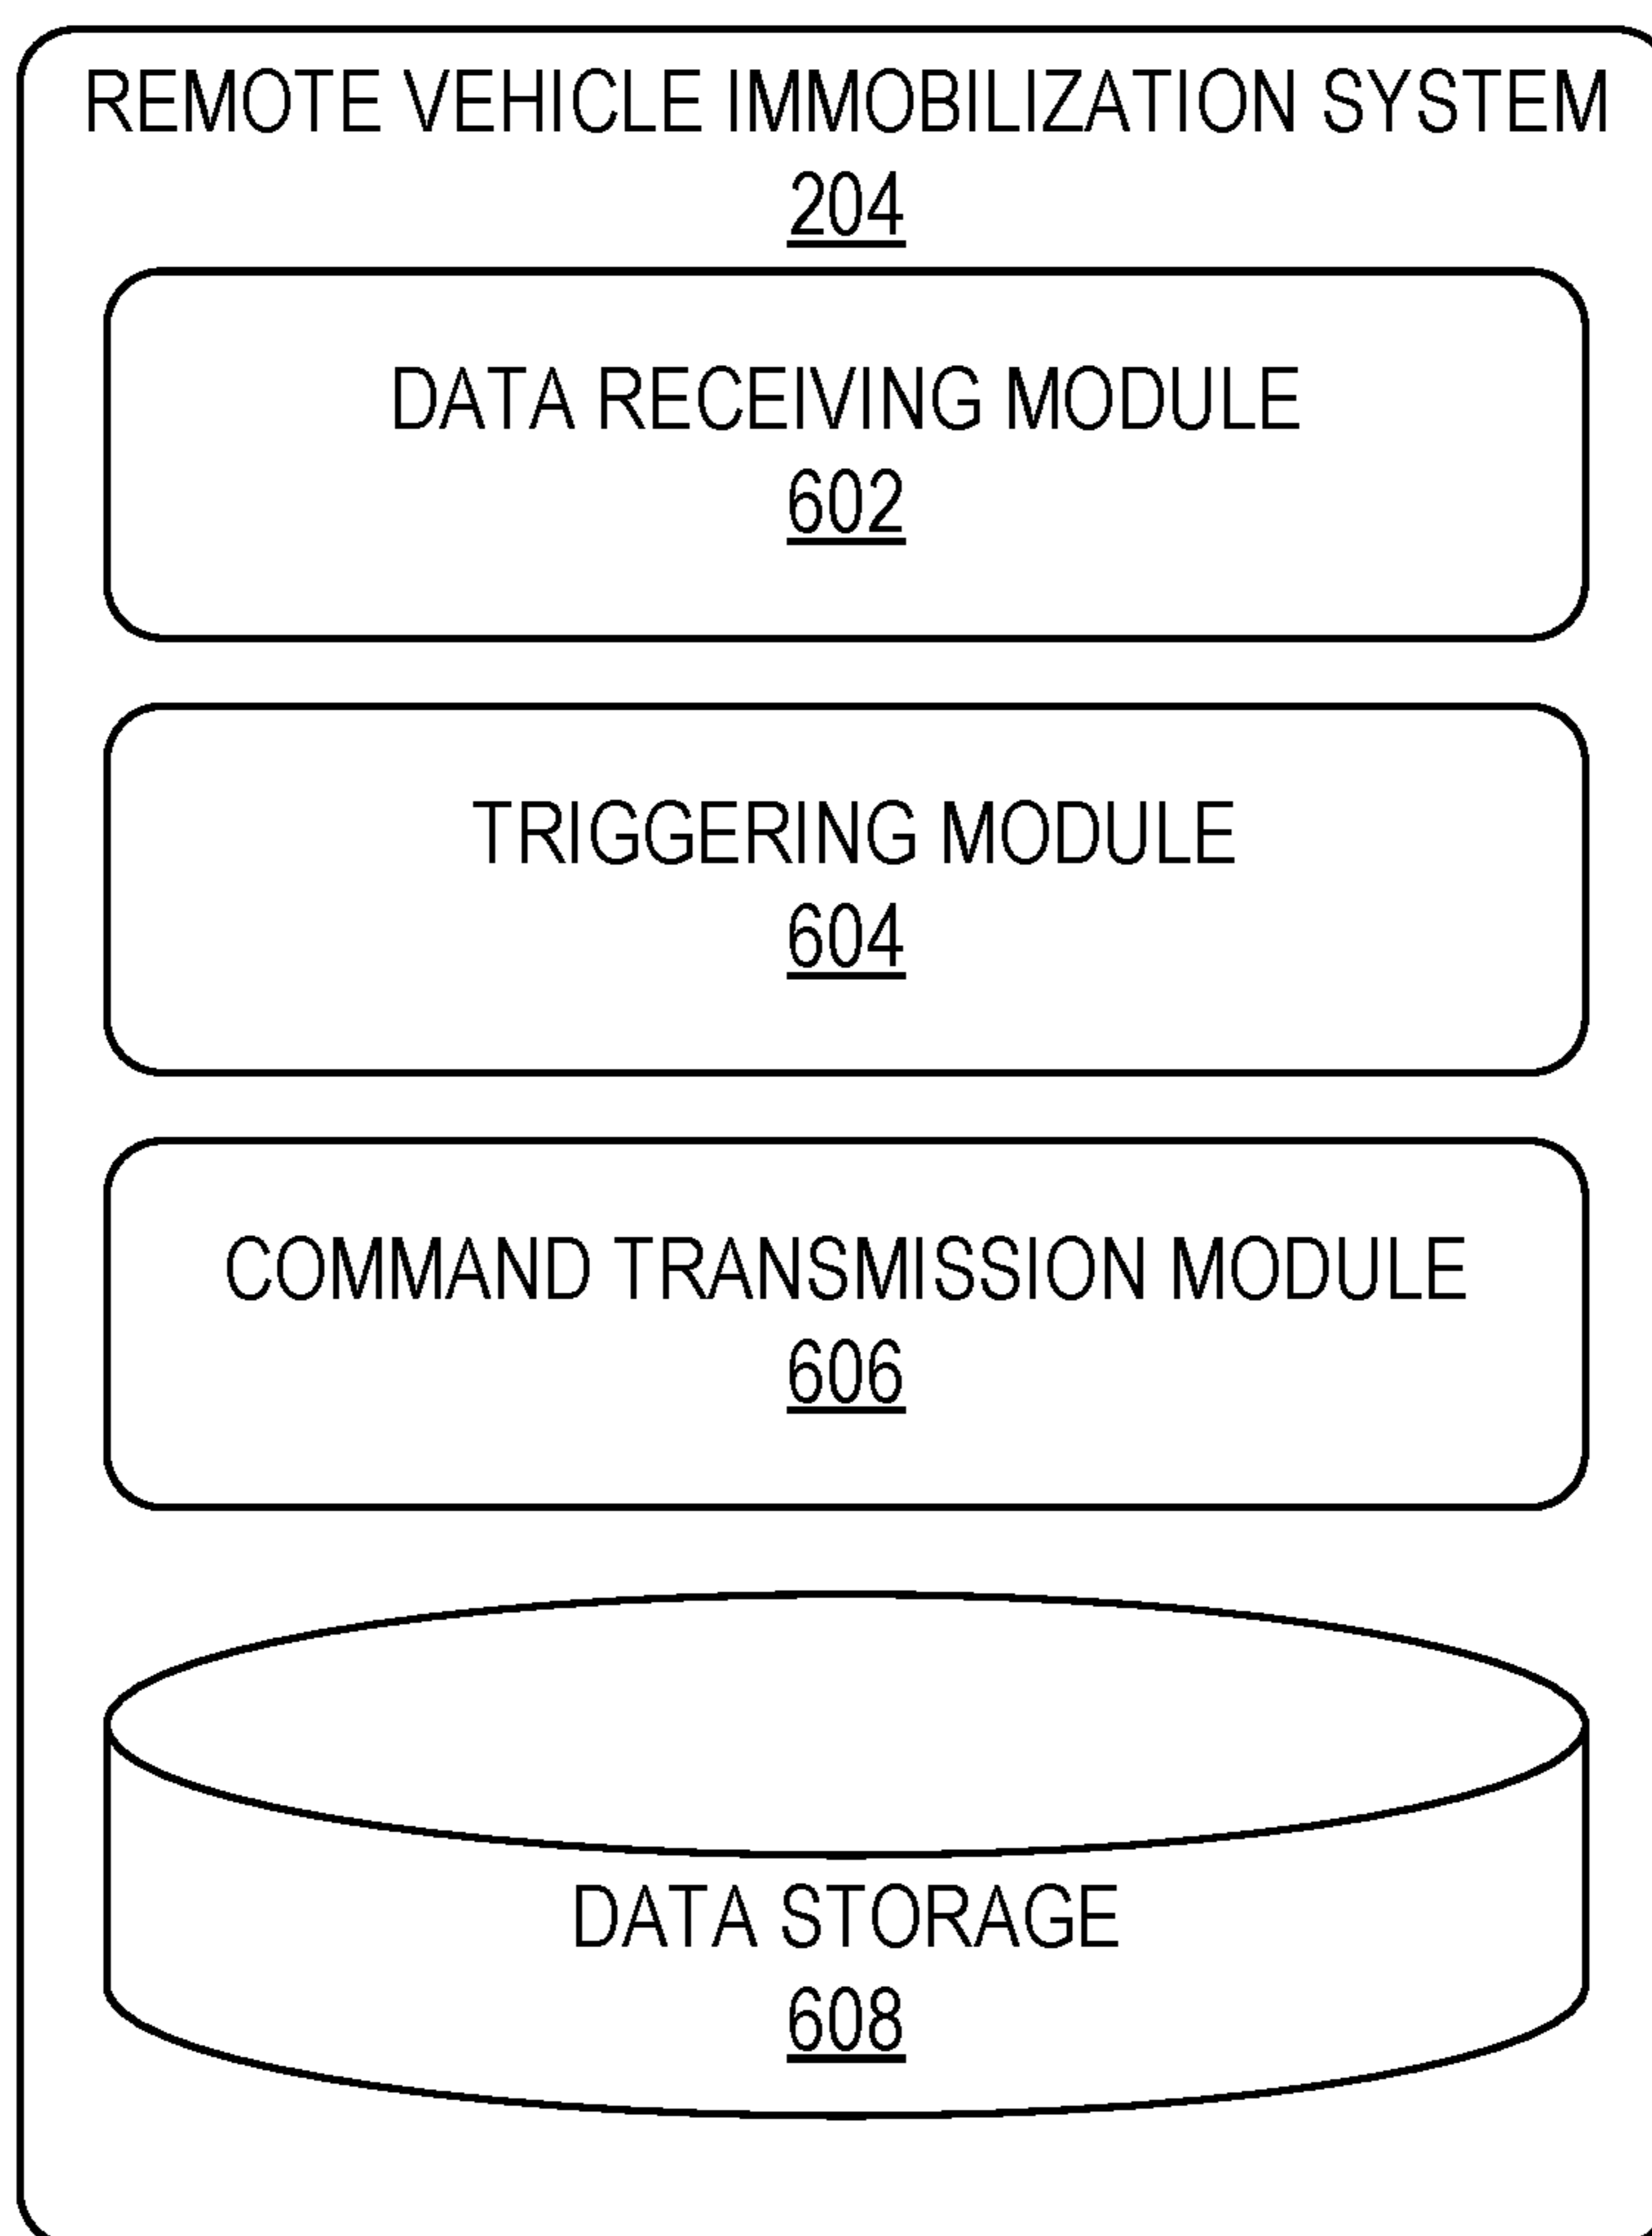 REMOTE VEHICLE IMMOBILIZATION SYSTEM
204
DATA RECEIVING MODULE
602
TRIGGERING MODULE
604
COMMAND TRANSMISSION MODULE
606
DATA STORAGE
608